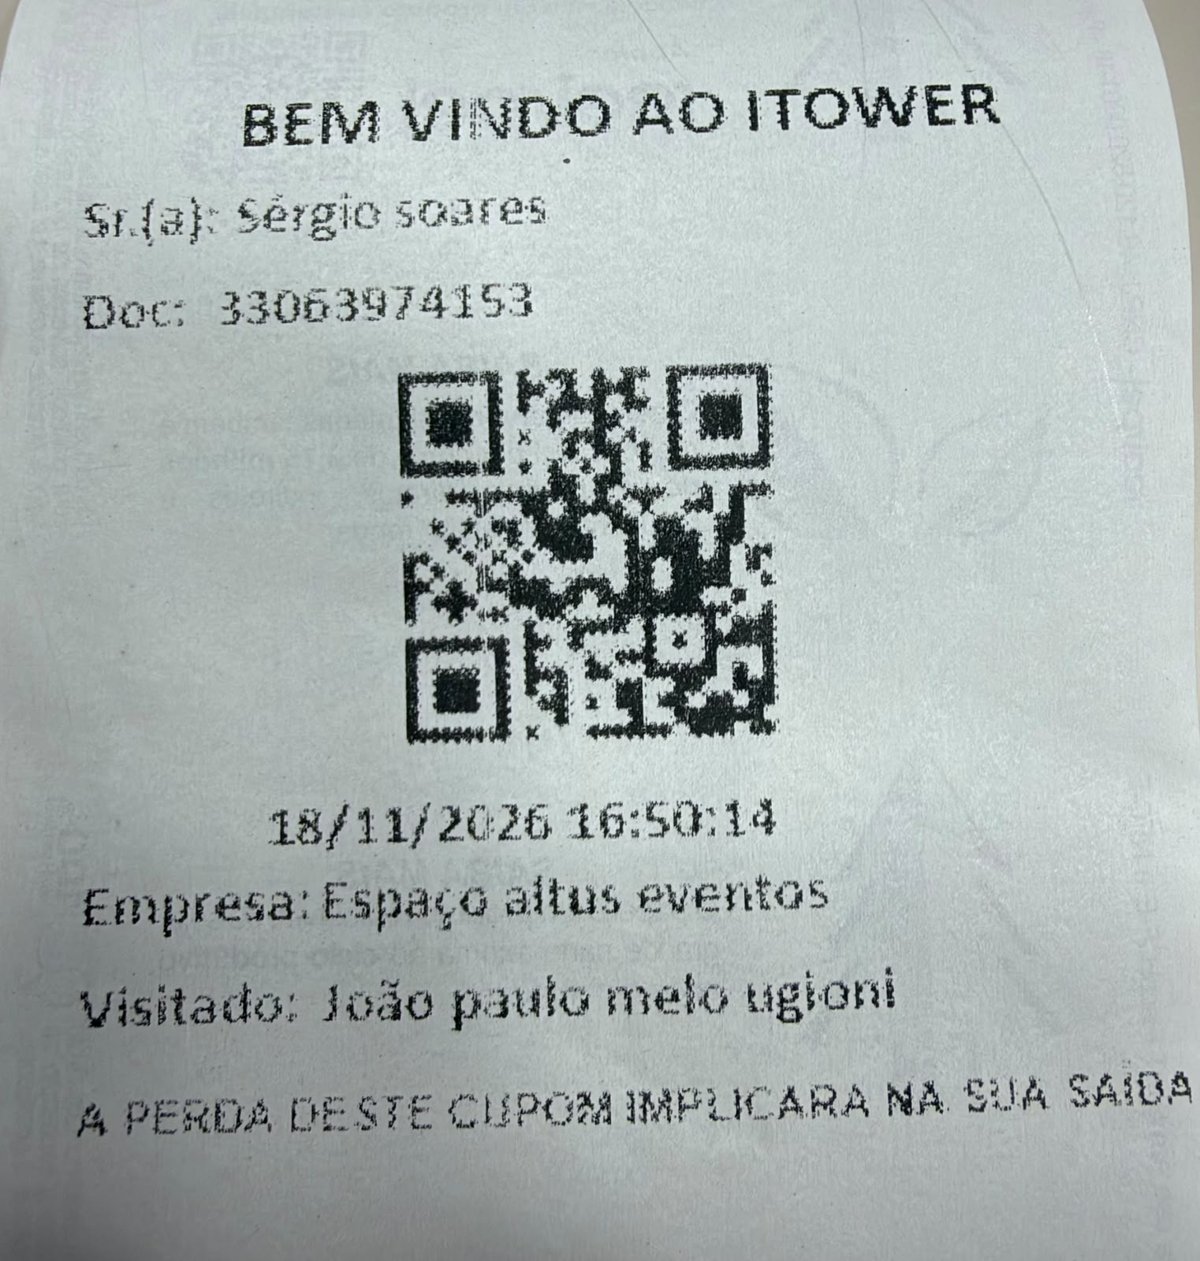 BEM VINDO AO ITOWER
Sr.(a): Sérgio soares
Doc: 33063974153
18/11/2026 16:50:14
Empresa: Espaço altus eventos
Visitado: João paulo melo ugioni
A PERDA DESTE CUPOM IMPLICARA NA SUA SAÍDA